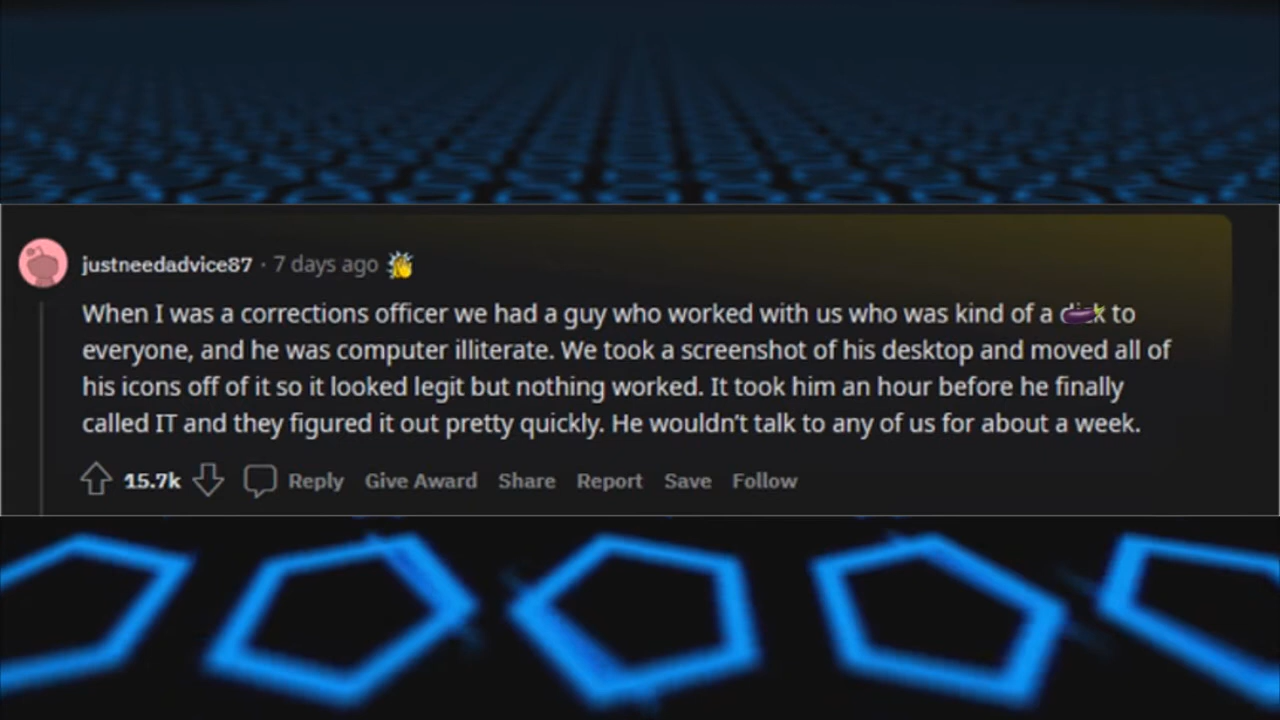 justneedadvice87 · 7 days ago
When I was a corrections officer we had a guy who worked with us who was kind of a d🍆k to
everyone, and he was computer illiterate. We took a screenshot of his desktop and moved all of
his icons off of it so it looked legit but nothing worked. It took him an hour before he finally
called IT and they figured it out pretty quickly. He wouldn't talk to any of us for about a week.
15.7k Reply Give Award Share Report Save Follow